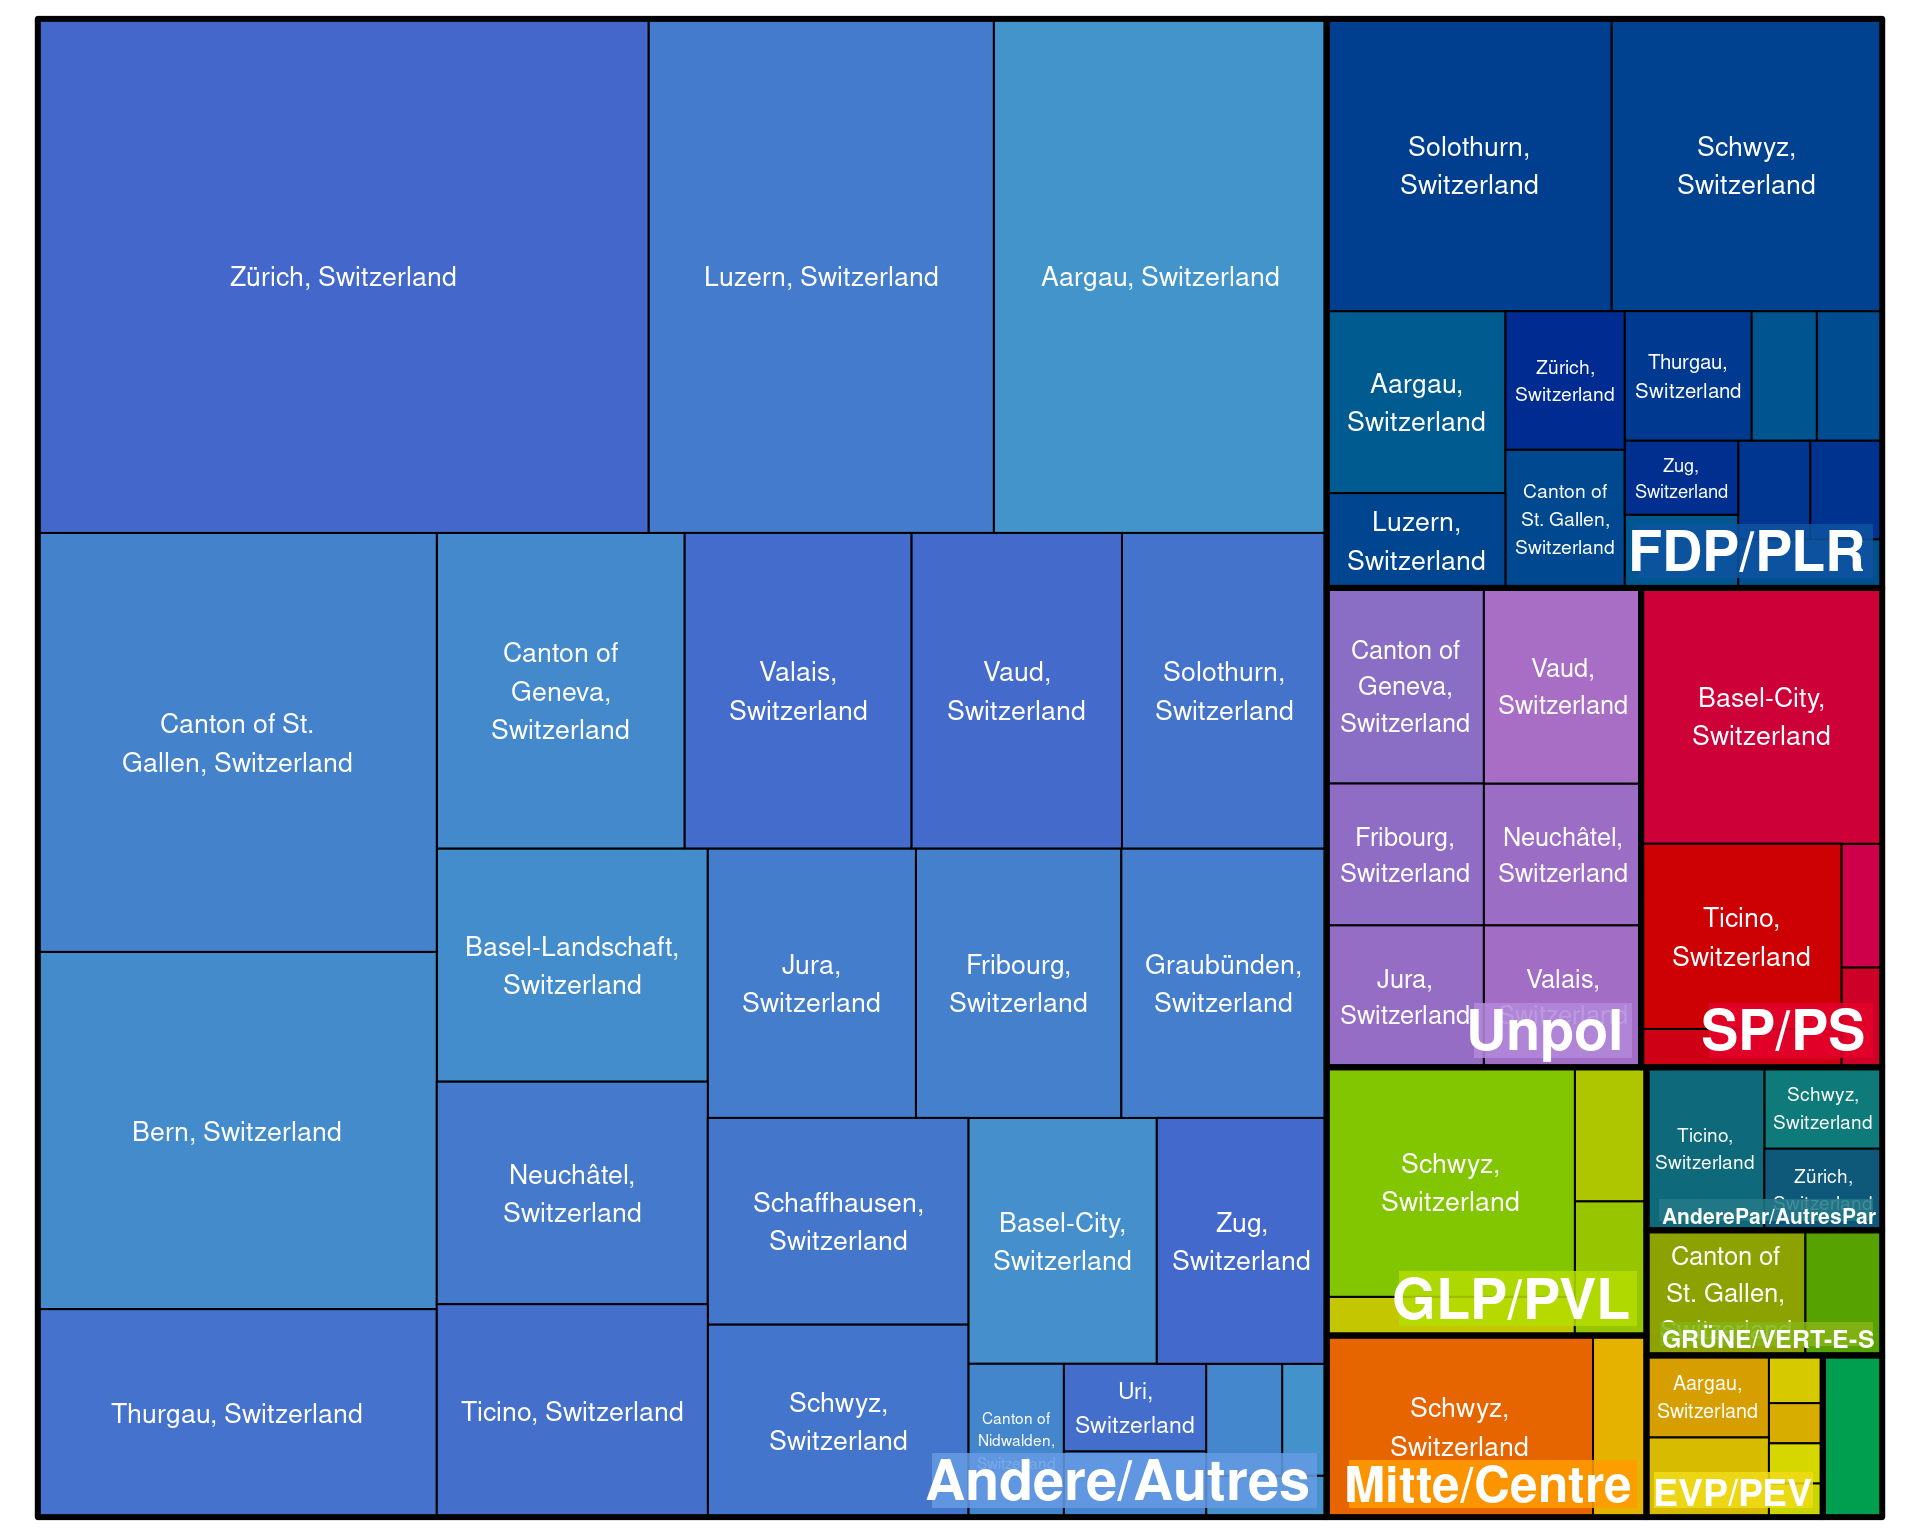 Zürich, Switzerland
Luzern, Switzerland
Aargau, Switzerland
Canton of St.
Gallen, Switzerland
Canton of
Geneva,
Switzerland
Valais,
Switzerland
Vaud,
Switzerland
Solothurn,
Switzerland
Bern, Switzerland
Basel-Landschaft,
Switzerland
Jura,
Switzerland
Fribourg,
Switzerland
Graubünden,
Switzerland
Neuchâtel,
Switzerland
Schaffhausen,
Switzerland
Basel-City,
Switzerland
Zug,
Switzerland
Thurgau, Switzerland
Ticino, Switzerland
Schwyz,
Switzerland
Canton of
Nidwalden,
Switzerland
Uri,
Switzerland
Andere/Autres
Solothurn,
Switzerland
Schwyz,
Switzerland
Aargau,
Switzerland
Zürich,
Switzerland
Thurgau,
Switzerland
Luzern,
Switzerland
Canton of
St. Gallen,
Switzerland
Zug,
Switzerland
FDP/PLR
Canton of
Geneva,
Switzerland
Vaud,
Switzerland
Fribourg,
Switzerland
Neuchâtel,
Switzerland
Jura,
Switzerland
Valais,
Switzerland
Unpol
Basel-City,
Switzerland
Ticino,
Switzerland
SP/PS
Schwyz,
Switzerland
GLP/PVL
Ticino,
Switzerland
Schwyz,
Switzerland
Zürich,
Switzerland
AnderePar/AutresPar
Canton of
St. Gallen,
Switzerland
GRÜNE/VERT-E-S
Schwyz,
Switzerland
Mitte/Centre
Aargau,
Switzerland
EVP/PEV